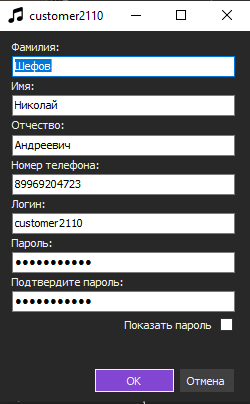 customer2110
Фамилия:
Шефов
Имя:
Николай
Отчество:
Андреевич
Номер телефона:
89969204723
Логин:
customer2110
Пароль:
●●●●●●●●●●●
Подтвердите пароль:
●●●●●●●●●●●
Показать пароль
OK
Отмена